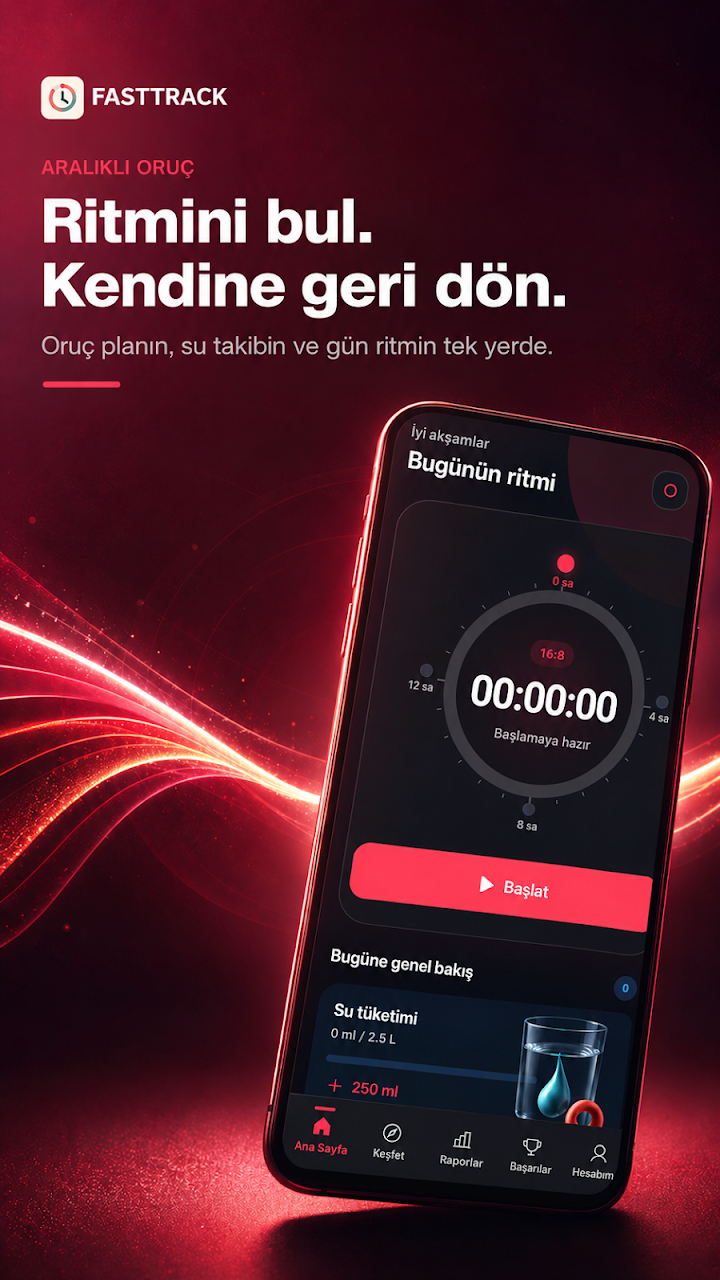 FASTTRACK
ARALIKLI ORUÇ
Ritmini bul.
Kendine geri dön.
Oruç planın, su takibin ve gün ritmin tek yerde.
İyi akşamlar
Bugünün ritmi
0 sa
16:8
12 sa
00:00:00
4 sa
Başlamaya hazır
8 sa
Başlat
Bugüne genel bakış
0
Su tüketimi
0 ml / 2.5 L
+ 250 ml
Ana Sayfa
Keşfet
Raporlar
Başarılar
Hesabım